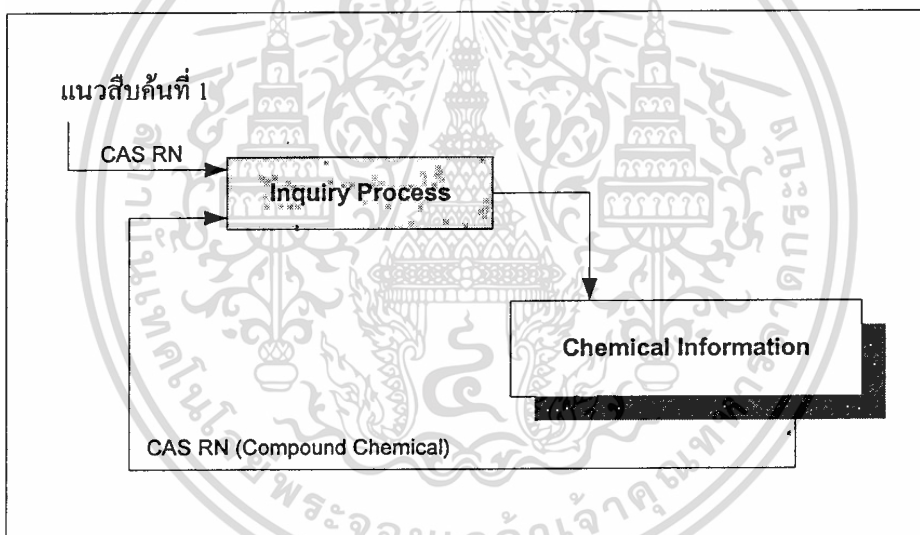 แนวสืบค้นที่ 1
CAS RN
Inquiry Process
Chemical Information
CAS RN (Compound Chemical)